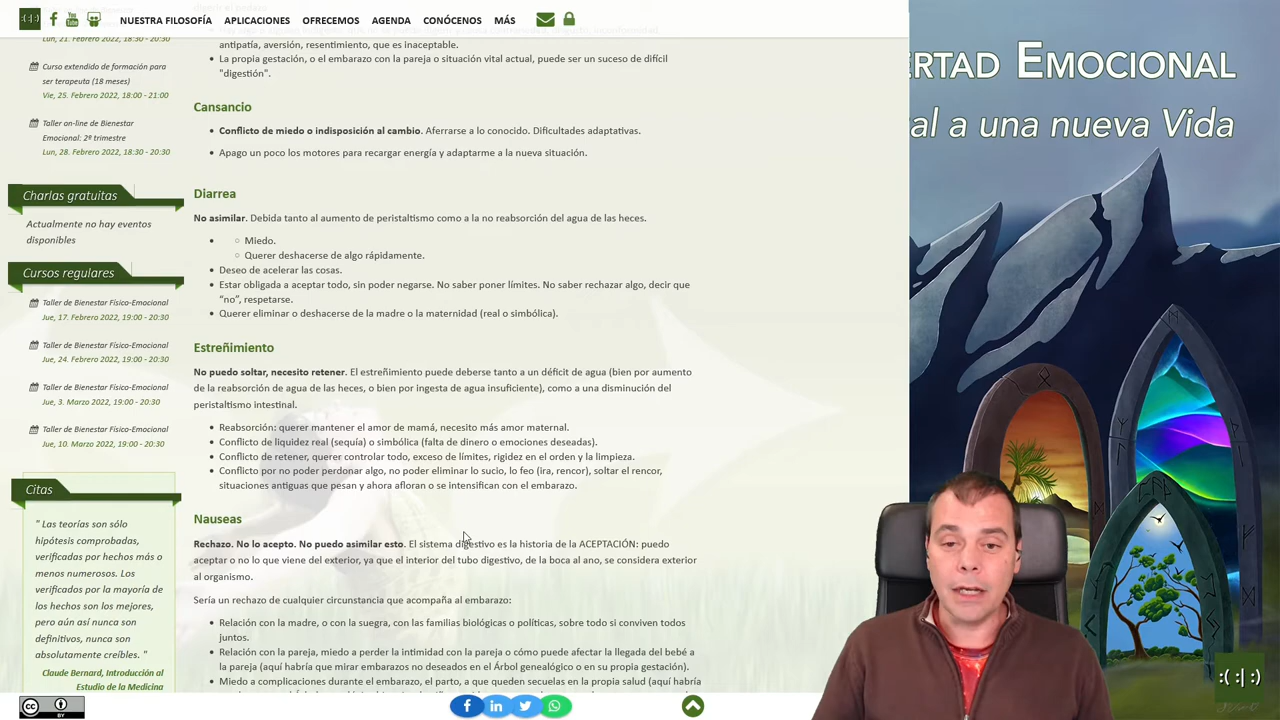 :( | :)
NUESTRA FILOSOFÍA
APLICACIONES
OFRECEMOS
AGENDA
CONÓCENOS
MÁS
Lun, 21. Febrero 2022, 18:30 - 20:30
Curso extendido de formación para
ser terapeuta (18 meses)
Vie, 25. Febrero 2022, 18:00 - 21:00
Taller on-line de Bienestar
Emocional: 2º trimestre
Lun, 28. Febrero 2022, 18:30 - 20:30
Charlas gratuitas
Actualmente no hay eventos
disponibles
Cursos regulares
Taller de Bienestar Físico-Emocional
Jue, 17. Febrero 2022, 19:00 - 20:30
Taller de Bienestar Físico-Emocional
Jue, 24. Febrero 2022, 19:00 - 20:30
Taller de Bienestar Físico-Emocional
Jue, 3. Marzo 2022, 19:00 - 20:30
Taller de Bienestar Físico-Emocional
Jue, 10. Marzo 2022, 19:00 - 20:30
Citas
" Las teorías son sólo
hipótesis comprobadas,
verificadas por hechos más o
menos numerosos. Los
verificados por la mayoría de
los hechos son los mejores,
pero aún así nunca son
definitivos, nunca son
absolutamente creíbles. "
Claude Bernard, Introducción al
Estudio de la Medicina
antipatía, aversión, resentimiento, que es inaceptable.
La propia gestación, o el embarazo con la pareja o situación vital actual, puede ser un suceso de difícil
"digestión".
Cansancio
Conflicto de miedo o indisposición al cambio. Aferrarse a lo conocido. Dificultades adaptativas.
Apago un poco los motores para recargar energía y adaptarme a la nueva situación.
Diarrea
No asimilar. Debida tanto al aumento de peristaltismo como a la no reabsorción del agua de las heces.
Miedo.
Querer deshacerse de algo rápidamente.
Deseo de acelerar las cosas.
Estar obligada a aceptar todo, sin poder negarse. No saber poner límites. No saber rechazar algo, decir que
“no”, respetarse.
Querer eliminar o deshacerse de la madre o la maternidad (real o simbólica).
Estreñimiento
No puedo soltar, necesito retener. El estreñimiento puede deberse tanto a un déficit de agua (bien por aumento
de la reabsorción de agua de las heces, o bien por ingesta de agua insuficiente), como a una disminución del
peristaltismo intestinal.
Reabsorción: querer mantener el amor de mamá, necesito más amor maternal.
Conflicto de liquidez real (sequía) o simbólica (falta de dinero o emociones deseadas).
Conflicto de retener, querer controlar todo, exceso de límites, rigidez en el orden y la limpieza.
Conflicto por no poder perdonar algo, no poder eliminar lo sucio, lo feo (ira, rencor), soltar el rencor,
situaciones antiguas que pesan y ahora afloran o se intensifican con el embarazo.
Nauseas
Rechazo. No lo acepto. No puedo asimilar esto. El sistema digestivo es la historia de la ACEPTACIÓN: puedo
aceptar o no lo que viene del exterior, ya que el interior del tubo digestivo, de la boca al ano, se considera exterior
al organismo.
Sería un rechazo de cualquier circunstancia que acompaña al embarazo:
Relación con la madre, o con la suegra, con las familias biológicas o políticas, sobre todo si conviven todos
juntos.
Relación con la pareja, miedo a perder la intimidad con la pareja o cómo puede afectar la llegada del bebé a
la pareja (aquí habría que mirar embarazos no deseados en el Árbol genealógico o en su propia gestación).
Miedo a complicaciones durante el embarazo, el parto, a que queden secuelas en la propia salud (aquí habría
ERTAD EMOCIONAL
al a una nueva Vida
:( | :)
cc BY